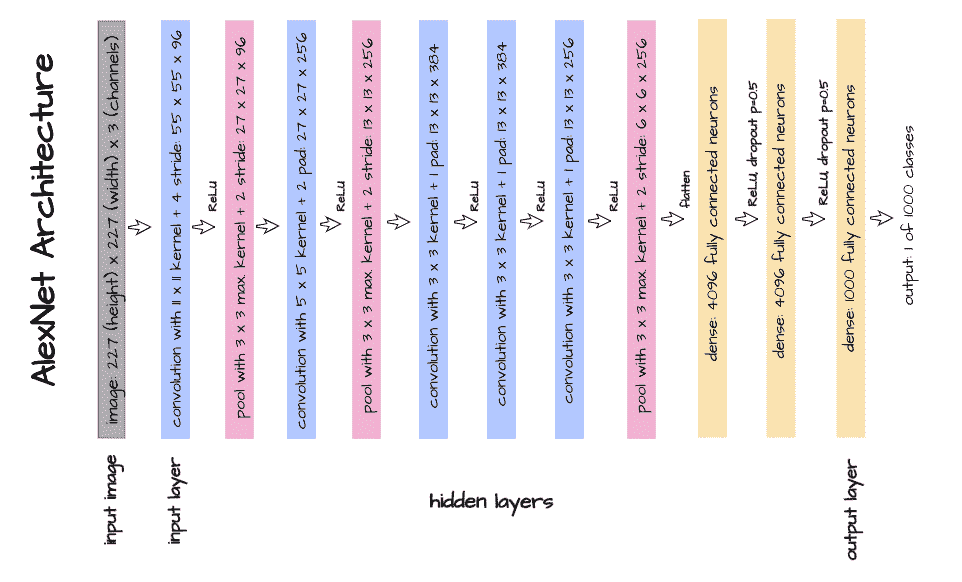 AlexNet Architecture
image: 227 (height) x 227 (width) x 3 (channels)
input image
convolution with 11 x 11 kernel + 4 stride: 55 x 55 x 96
input layer
ReLU
pool with 3 x 3 max. kernel + 2 stride: 27 x 27 x 96
convolution with 5 x 5 kernel + 2 pad: 27 x 27 x 256
ReLU
pool with 3 x 3 max. kernel + 2 stride: 13 x 13 x 256
convolution with 3 x 3 kernel + 1 pad: 13 x 13 x 384
ReLU
convolution with 3 x 3 kernel + 1 pad: 13 x 13 x 384
ReLU
convolution with 3 x 3 kernel + 1 pad: 13 x 13 x 256
ReLU
pool with 3 x 3 max. kernel + 2 stride: 6 x 6 x 256
hidden layers
flatten
dense: 4096 fully connected neurons
ReLU, dropout p=0.5
dense: 4096 fully connected neurons
ReLU, dropout p=0.5
dense: 1000 fully connected neurons
output layer
output: 1 of 1000 classes